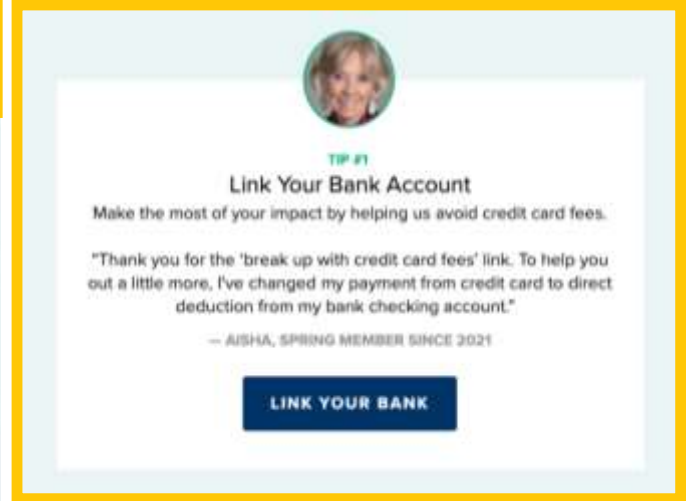 TIP #1
Link Your Bank Account
Make the most of your impact by helping us avoid credit card fees.
"Thank you for the 'break up with credit card fees' link. To help you
out a little more, I've changed my payment from credit card to direct
deduction from my bank checking account."
— AISHA, SPRING MEMBER SINCE 2021
LINK YOUR BANK